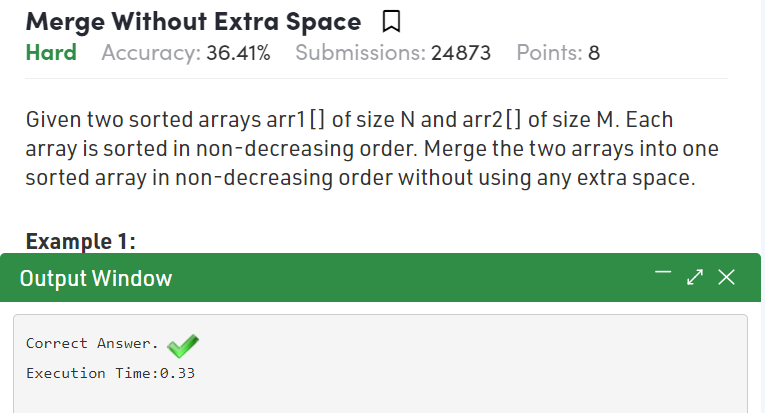 Merge Without Extra Space
Hard Accuracy: 36.41% Submissions: 24873 Points: 8
Given two sorted arrays arr1[] of size N and arr2[] of size M. Each
array is sorted in non-decreasing order. Merge the two arrays into one
sorted array in non-decreasing order without using any extra space.
Example 1:
Output Window
Correct Answer.
Execution Time:0.33